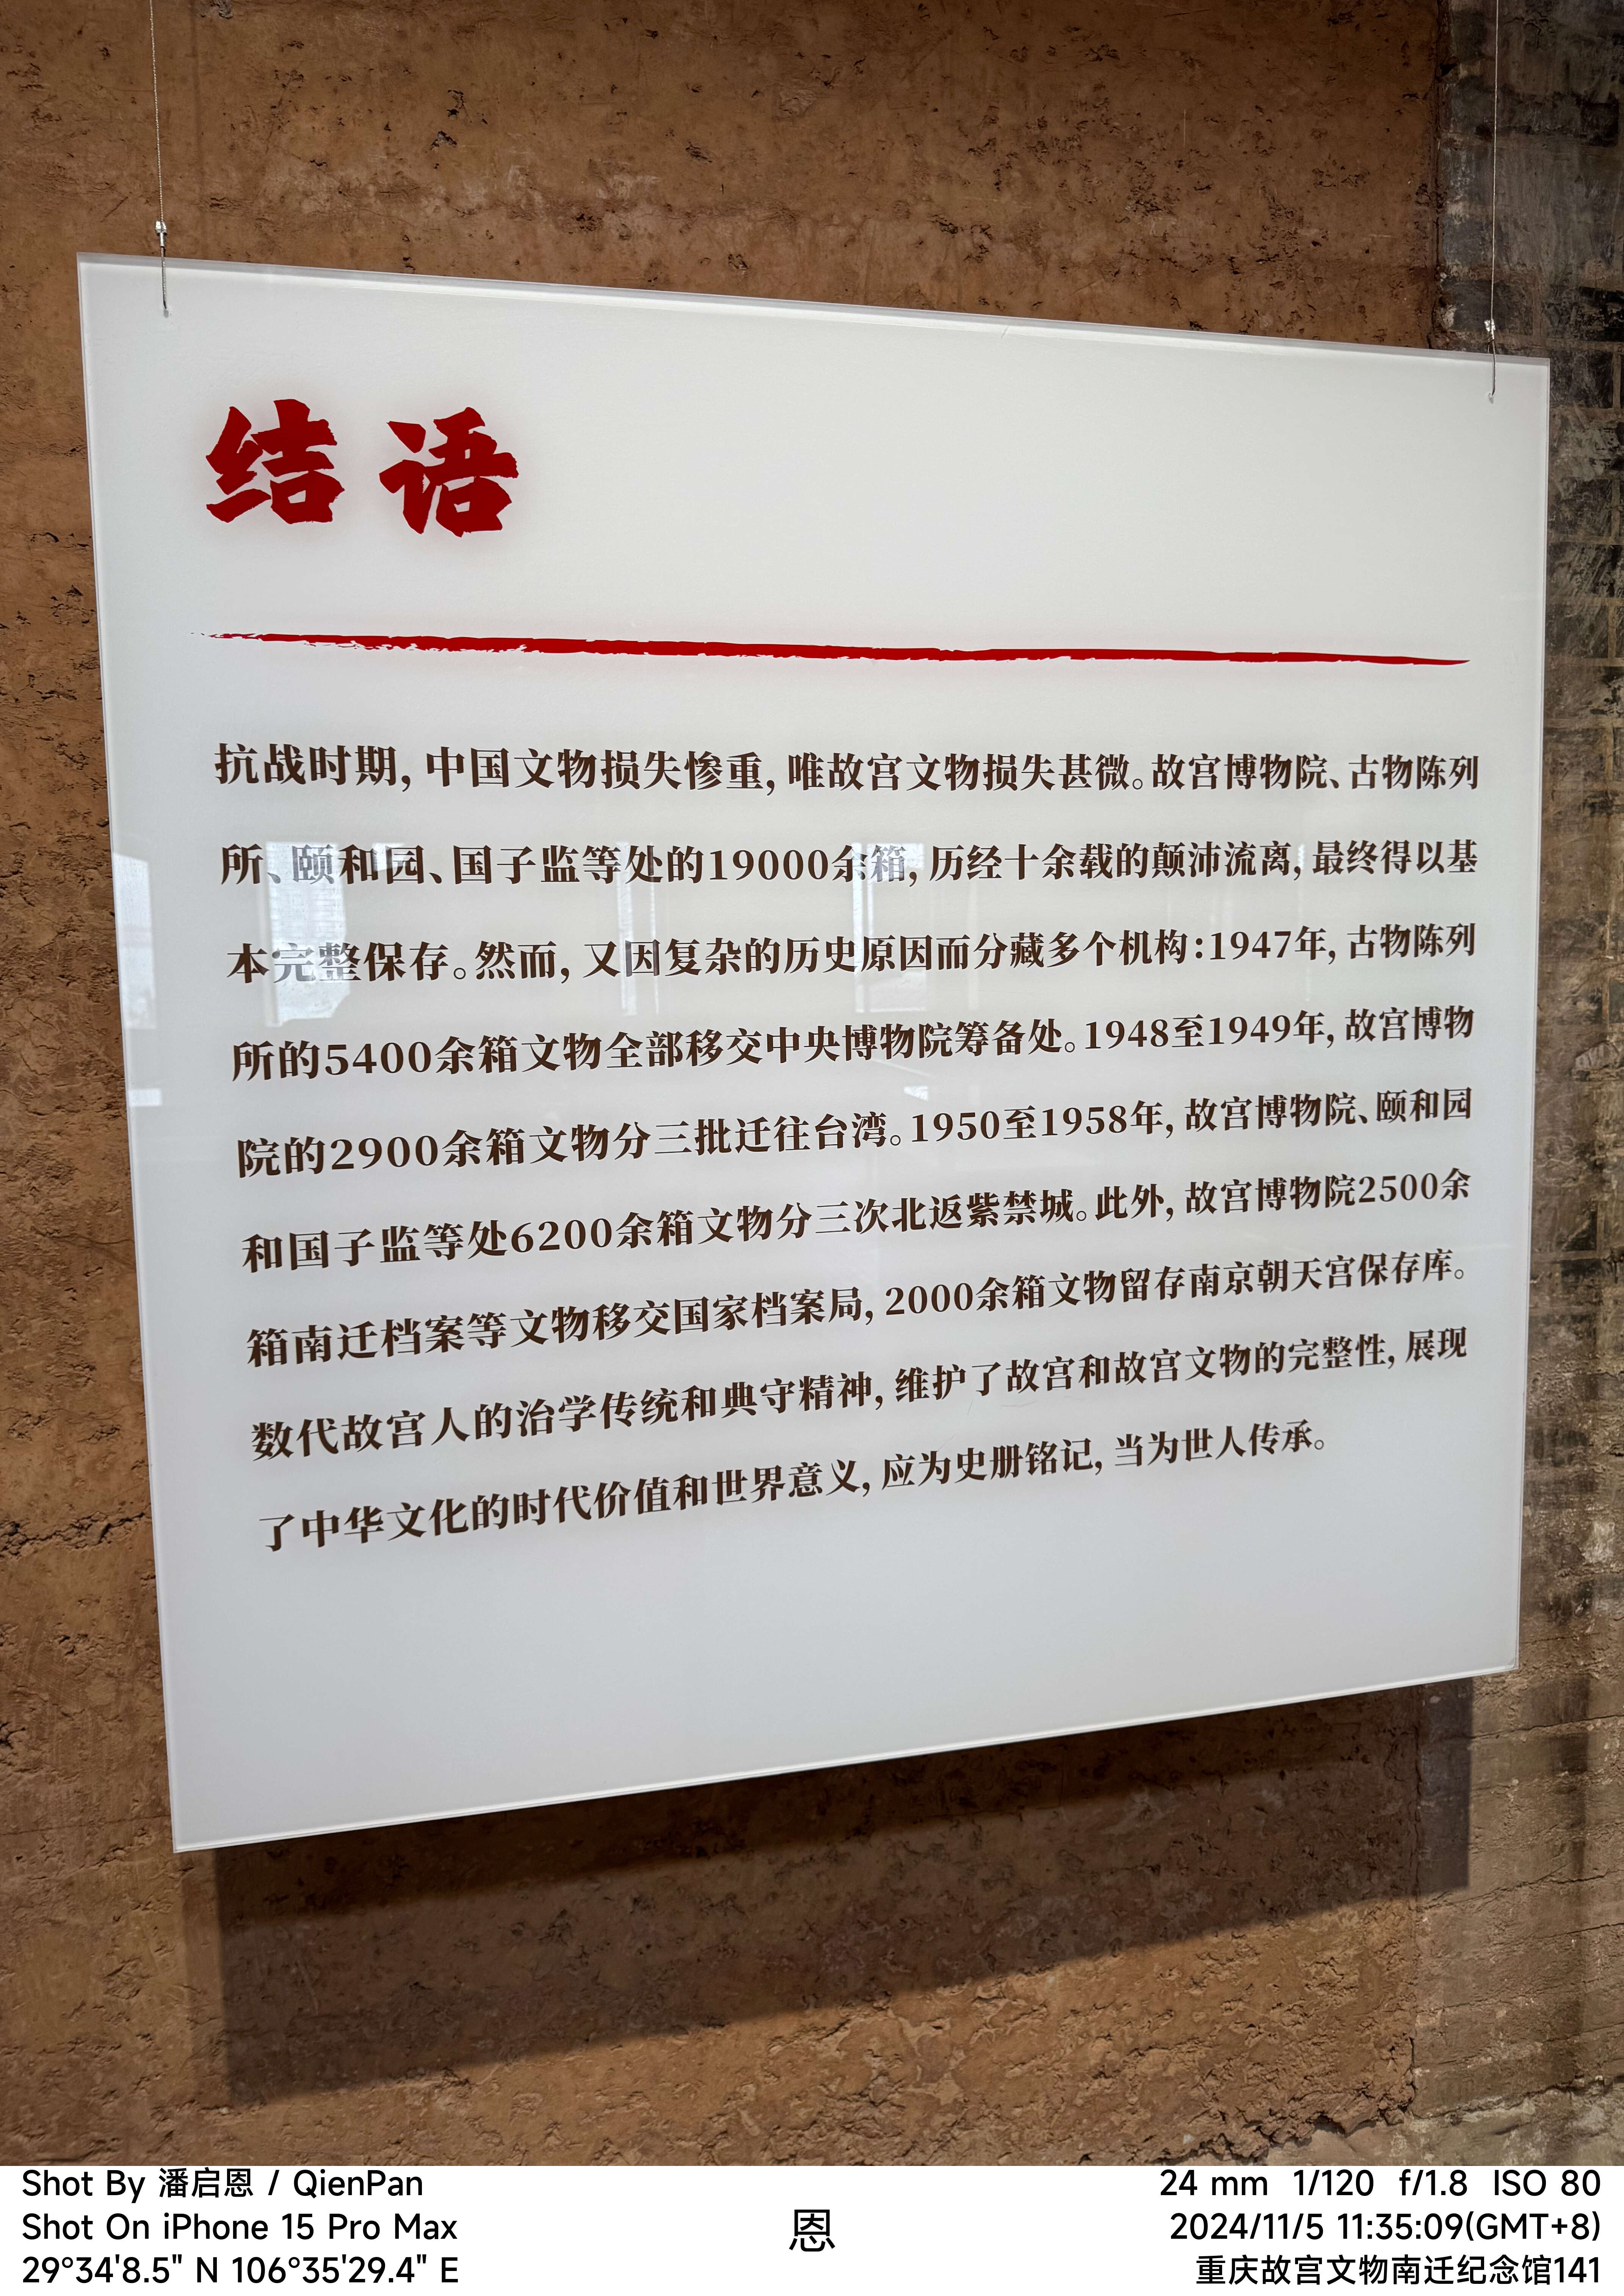 结语
抗战时期，中国文物损失惨重，唯故宫文物损失甚微。故宫博物院、古物陈列
所、颐和园、国子监等处的19000余箱，历经十余载的颠沛流离，最终得以基
本完整保存。然而，又因复杂的历史原因而分藏多个机构：1947年，古物陈列
所的5400余箱文物全部移交中央博物院筹备处。1948至1949年，故宫博物
院的2900余箱文物分三批迁往台湾。1950至1958年，故宫博物院、颐和园
和国子监等处6200余箱文物分三次北返紫禁城。此外，故宫博物院2500余
箱南迁档案等文物移交国家档案局，2000余箱文物留存南京朝天宫保存库。
数代故宫人的治学传统和典守精神，维护了故宫和故宫文物的完整性，展现
了中华文化的时代价值和世界意义，应为史册铭记，当为世人传承。
Shot By 潘启恩 / QienPan
Shot On iPhone 15 Pro Max
29°34'8.5" N 106°35'29.4" E
恩
24 mm 1/120 f/1.8 ISO 80
2024/11/5 11:35:09(GMT+8)
重庆故宫文物南迁纪念馆141